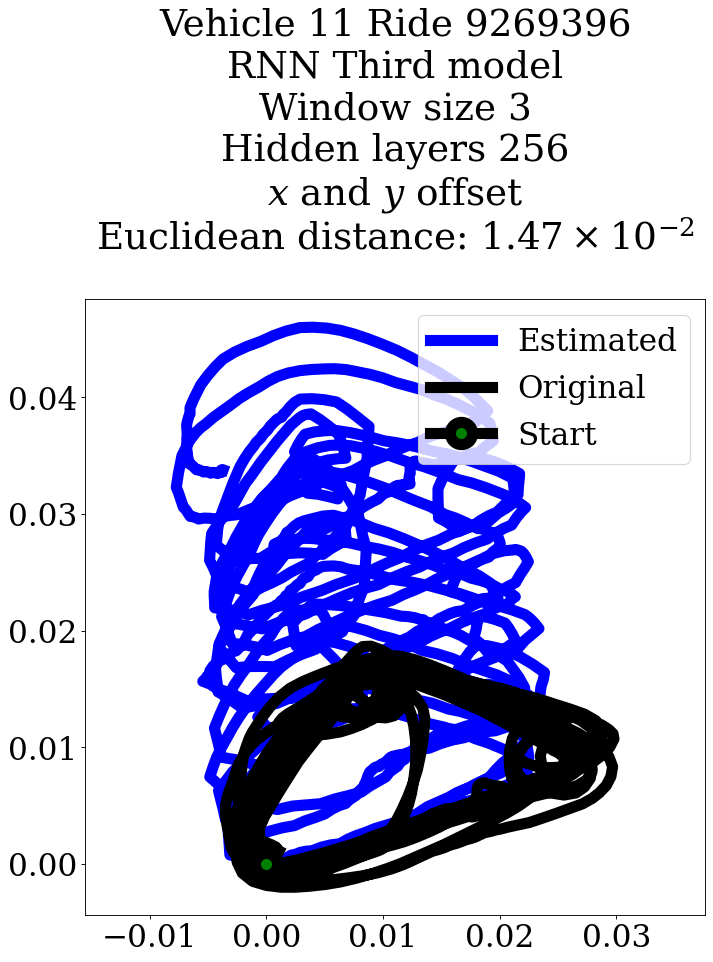 Vehicle 11 Ride 9269396
RNN Third model
Window size 3
Hidden layers 256
x and y offset
Euclidean distance: 1.47 × 10⁻²
Estimated
Original
Start
0.04
0.03
0.02
0.01
0.00
−0.01 0.00 0.01 0.02 0.03